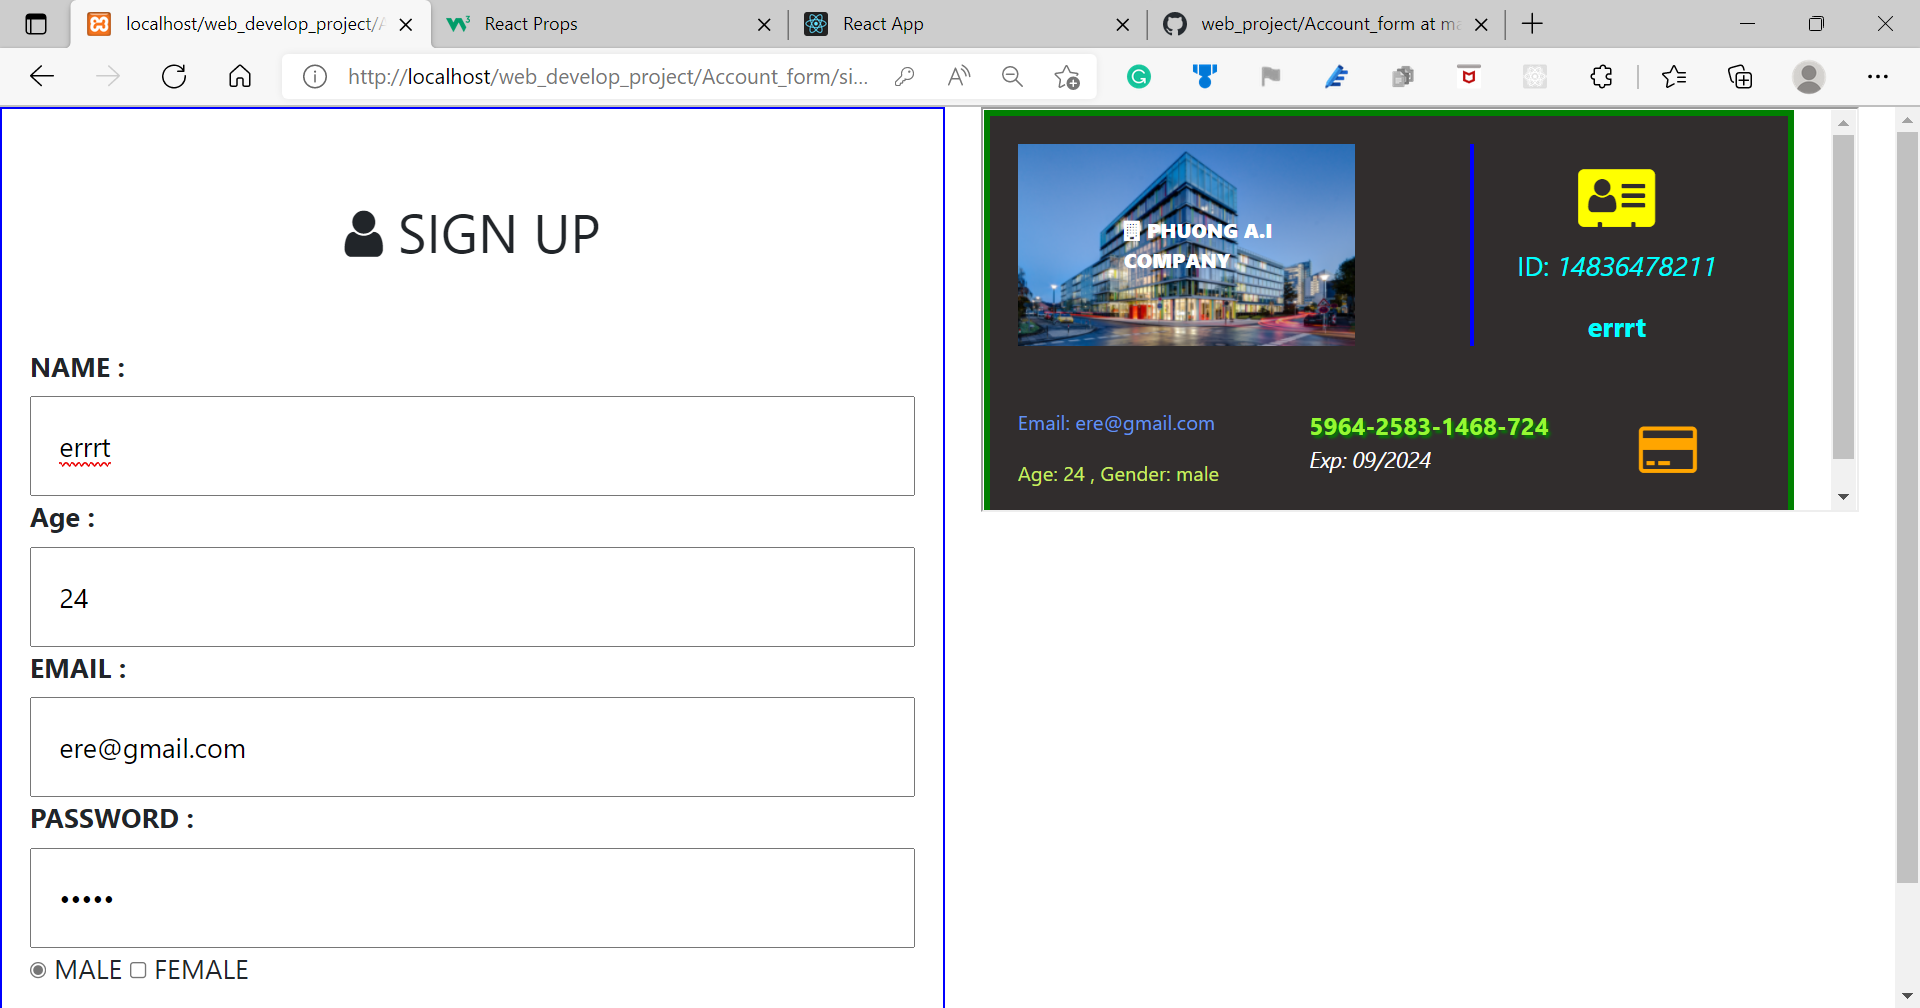 localhost/web_develop_project/A
React Props
React App
web_project/Account_form at ma
http://localhost/web_develop_project/Account_form/si...
SIGN UP
NAME :
errrt
Age :
24
EMAIL :
ere@gmail.com
PASSWORD :
•••••
MALE FEMALE
PHUONG A.I
COMPANY
ID: 14836478211
errrt
Email: ere@gmail.com
Age: 24 , Gender: male
5964-2583-1468-724
Exp: 09/2024